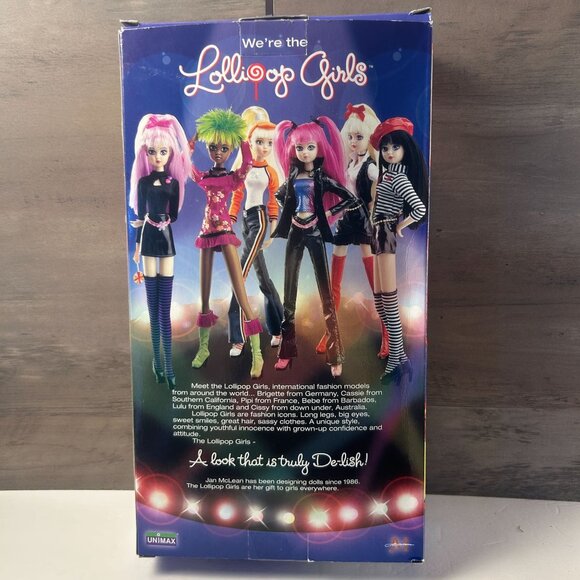 We're the
Lollipop Girls™
Meet the Lollipop Girls, international fashion models
from around the world... Brigette from Germany, Cassie from
Southern California, Pipi from France, Bebe from Barbados,
Lulu from England and Cissy from down under, Australia.
Lollipop Girls are fashion icons. Long legs, big eyes,
sweet smiles, great hair, sassy clothes. A unique style,
combining youthful innocence with grown-up confidence and
attitude.
The Lollipop Girls -
A look that is truly De-lish!
Jan McLean has been designing dolls since 1986.
The Lollipop Girls are her gift to girls everywhere.
UNIMAX